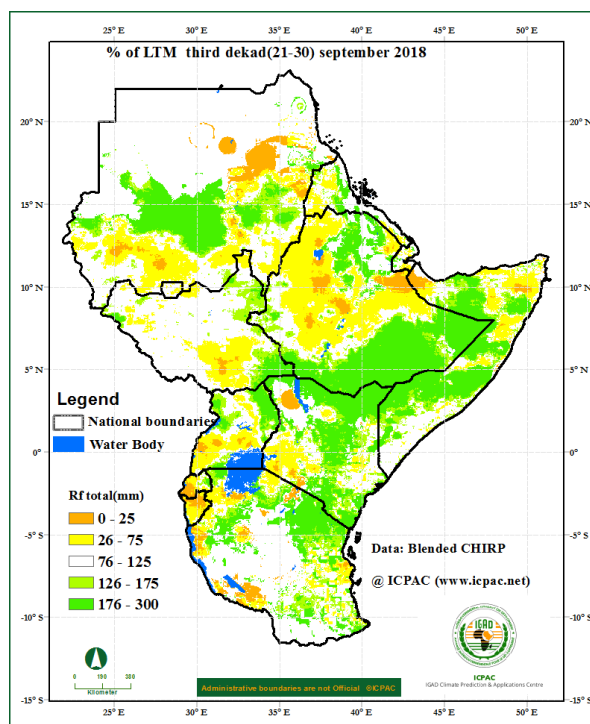 % of LTM third dekad(21-30) september 2018
25° E 30° E 35° E 40° E 45° E 50° E
20° N 20° N
15° N 15° N
10° N 10° N
5° N 5° N
0° 0°
-5° S -5° S
-10° S -10° S
-15° S -15° S
25° E 30° E 35° E 40° E 45° E 50° E
Legend
National boundaries
Water Body
Rf total(mm)
0 - 25
26 - 75
76 - 125
126 - 175
176 - 300
Data: Blended CHIRP
@ ICPAC (www.icpac.net)
IGAD
ICPAC
IGAD Climate Prediction & Applications Centre
0 190 380
Kilometer
Administrative boundaries are not Official ©ICPAC